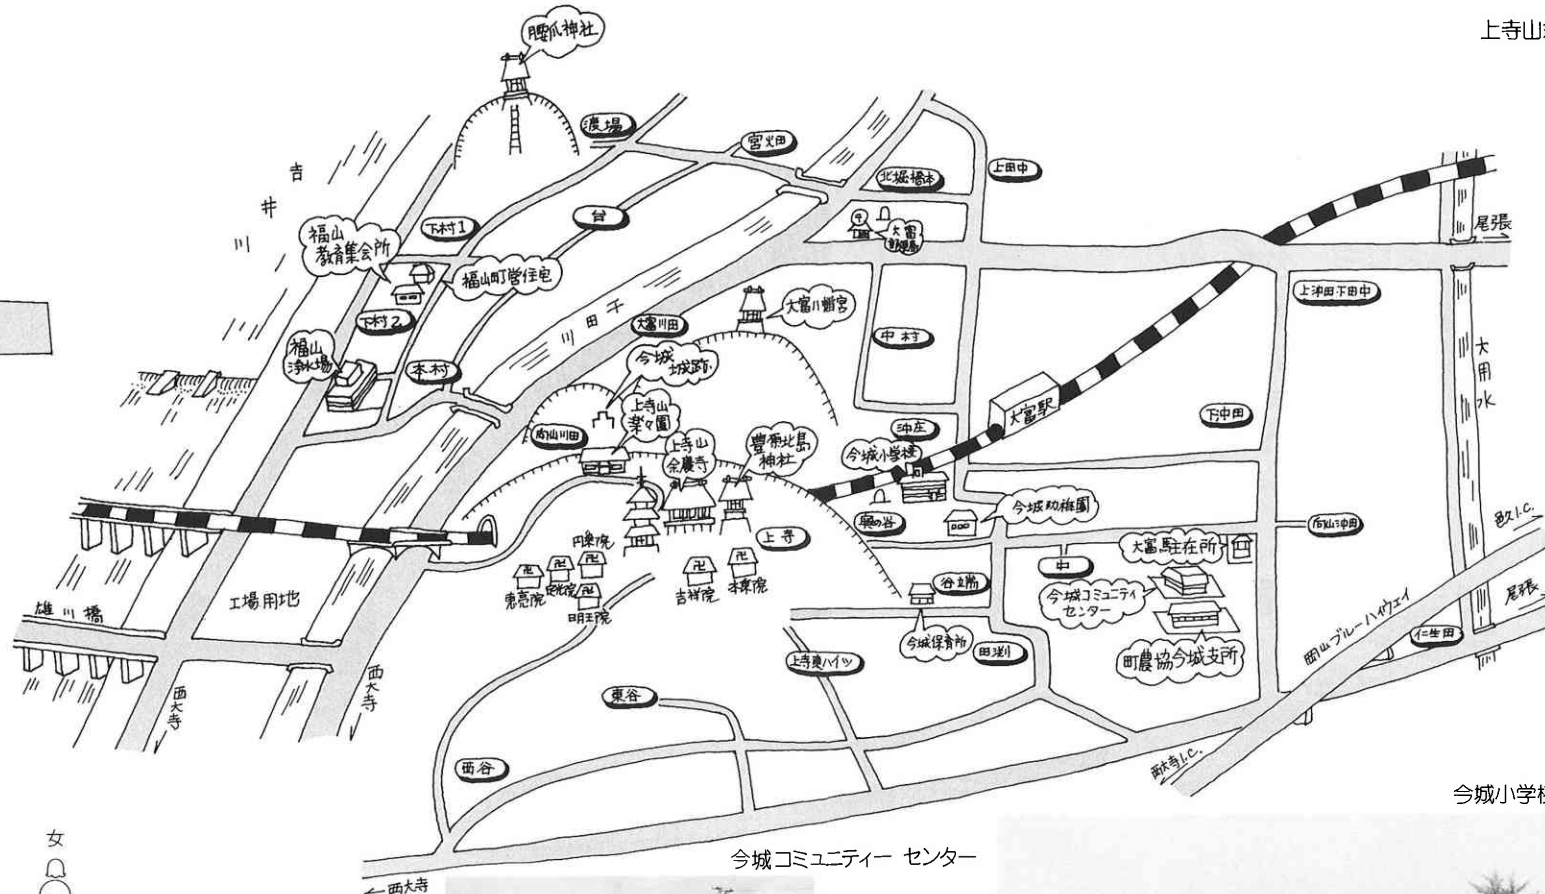 上寺山
腰爪神社
渡場
宮畑
上田中
北堀橋本
吉井川
下村1
台
福山
教育集会所
福山町営住宅
大富
尾張
上沖田下田中
下村2
大富川田
千田川
大富八幡宮
中村
大用水
福山
浄水場
本村
今城
城跡
大富駅
上寺山
楽々園
向山川田
上寺山
余慶寺
豊原北島
神社
沖庄
下沖田
今城小学校
今城幼稚園
奥の谷
向山沖田
邑久I.C.
上寺
円乗院
恵亮院
定光院
明王院
吉祥院
本乗院
大富駐在所
中
谷
今城コミュニティ
センター
工場用地
雄川橋
今城保育所
田渕
町農協今城支所
岡山ブルーハイウェイ
尾張
仁生田
上寺東ハイツ
東谷
西大寺
西大寺
西谷
西大寺I.C.
今城小学校
女
今城コミュニティー センター
西大寺